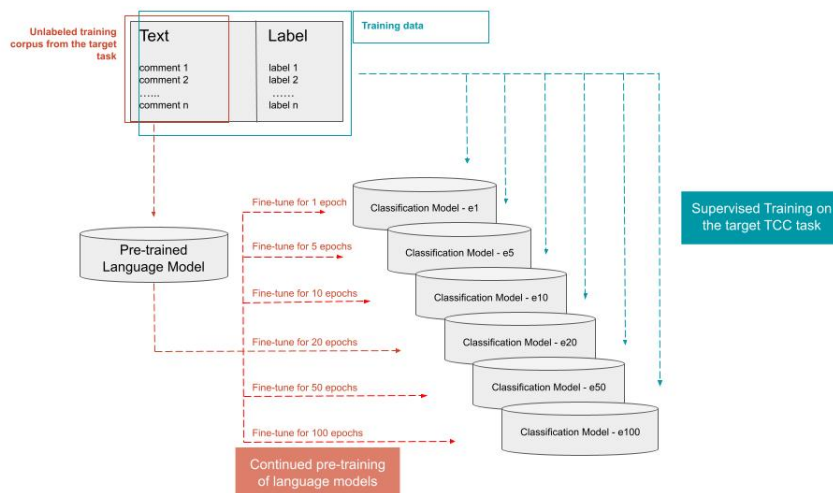 Unlabeled training
corpus from the target
task
Training data
Text
Label
comment 1
label 1
comment 2
label 2
…...
……
comment n
label n
Fine-tune for 1 epoch
Classification Model - e1
Supervised Training on
the target TCC task
Pre-trained
Language Model
Fine-tune for 5 epochs
Classification Model - e5
Fine-tune for 10 epochs
Classification Model - e10
Fine-tune for 20 epochs
Classification Model - e20
Fine-tune for 50 epochs
Classification Model - e50
Fine-tune for 100 epochs
Classification Model - e100
Continued pre-training
of language models